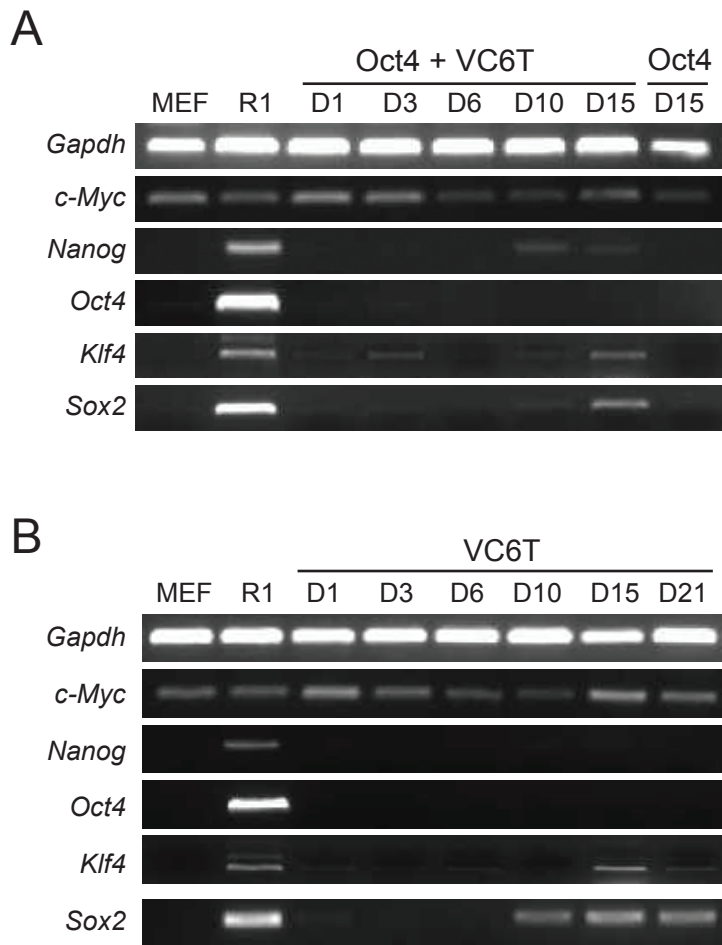 A
Oct4 + VC6T Oct4
MEF R1 D1 D3 D6 D10 D15 D15
Gapdh
c-Myc
Nanog
Oct4
Klf4
Sox2
B
VC6T
MEF R1 D1 D3 D6 D10 D15 D21
Gapdh
c-Myc
Nanog
Oct4
Klf4
Sox2